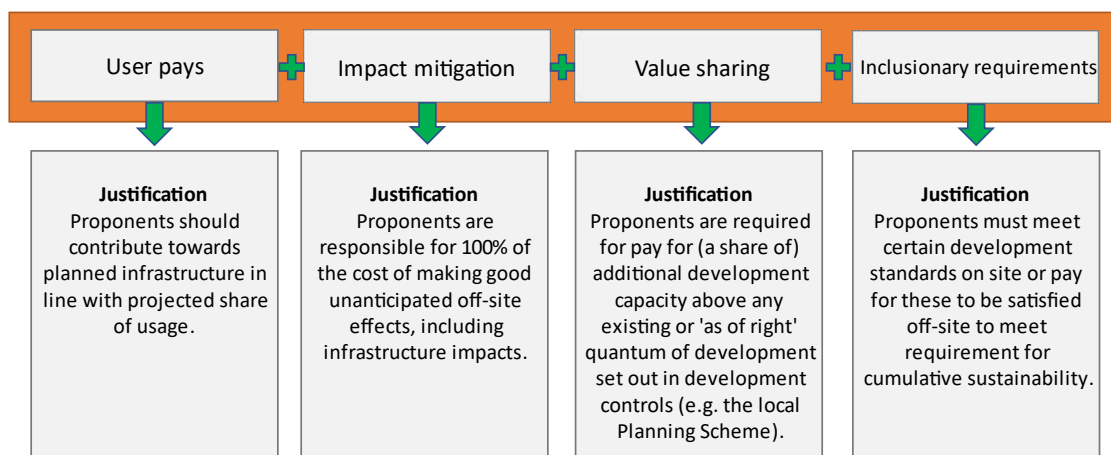 User pays
Impact mitigation
Value sharing
Inclusionary requirements
Justification
Proponents should
contribute towards
planned infrastructure in
line with projected share
of usage.
Justification
Proponents are
responsible for 100% of
the cost of making good
unanticipated off-site
effects, including
infrastructure impacts.
Justification
Proponents are required
for pay for (a share of)
additional development
capacity above any
existing or 'as of right'
quantum of development
set out in development
controls (e.g. the local
Planning Scheme).
Justification
Proponents must meet
certain development
standards on site or pay
for these to be satisfied
off-site to meet
requirement for
cumulative sustainability.